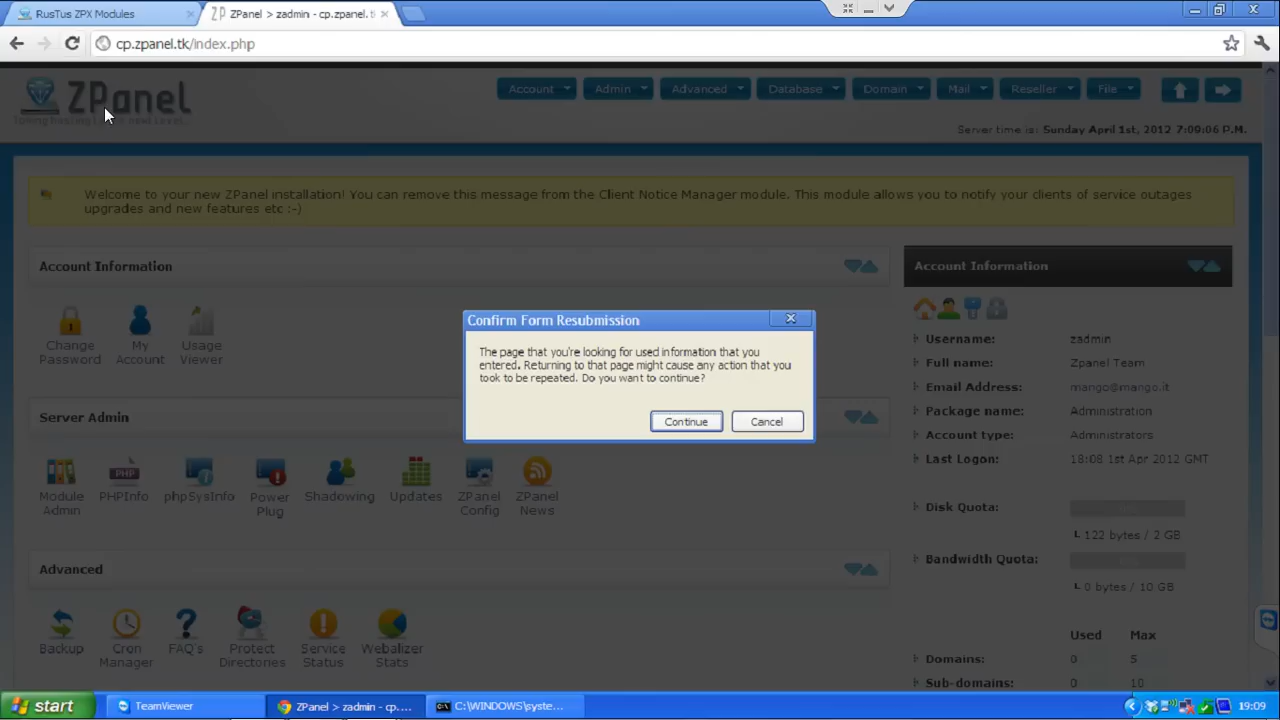 RusTus ZPX Modules
ZPanel > zadmin - cp.zpanel.t
cp.zpanel.tk/index.php
ZPanel
Account Admin Advanced Database Domain Mail Reseller File
Server time is: Sunday April 1st, 2012 7:09:06 P.M.
Welcome to your new ZPanel installation! You can remove this message from the Client Notice Manager module. This module allows you to notify your clients of service outages
upgrades and new features etc :-)
Account Information
Change
Password
My
Account
Usage
Viewer
Server Admin
Module
Admin
PHP
PHPInfo
phpSysInfo
Power
Plug
Shadowing
Updates
ZPanel
Config
ZPanel
News
Advanced
Backup
Cron
Manager
FAQ's
Protect
Directories
Service
Status
Webalizer
Stats
Confirm Form Resubmission
The page that you're looking for used information that you
entered. Returning to that page might cause any action that you
took to be repeated. Do you want to continue?
Continue Cancel
Account Information
Username: zadmin
Full name: Zpanel Team
Email Address: mango@mango.it
Package name: Administration
Account type: Administrators
Last Logon: 18:08 1st Apr 2012 GMT
Disk Quota:
122 bytes / 2 GB
Bandwidth Quota:
0 bytes / 10 GB
Used Max
Domains: 0 5
Sub-domains: 0 10
start
TeamViewer
ZPanel > zadmin - cp....
C:\WINDOWS\syste...
19:09